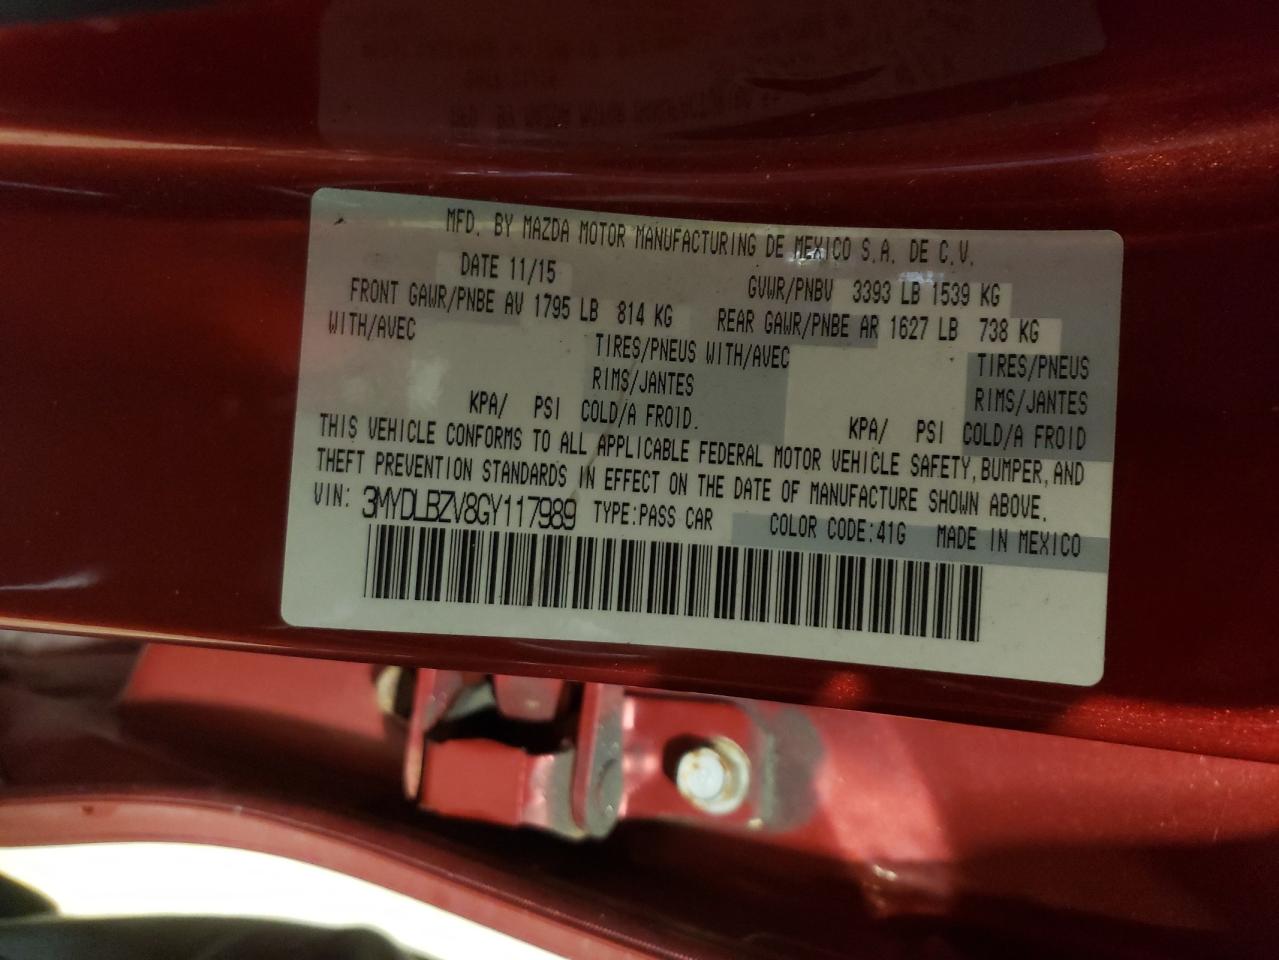 MFD. BY MAZDA MOTOR MANUFACTURING DE MEXICO S.A. DE C.V.
DATE 11/15 GVWR/PNBV 3393 LB 1539 KG
FRONT GAWR/PNBE AV 1795 LB 814 KG REAR GAWR/PNBE AR 1627 LB 738 KG
WITH/AVEC TIRES/PNEUS WITH/AVEC TIRES/PNEUS
RIMS/JANTES RIMS/JANTES
KPA/ PSI COLD/A FROID. KPA/ PSI COLD/A FROID
THIS VEHICLE CONFORMS TO ALL APPLICABLE FEDERAL MOTOR VEHICLE SAFETY, BUMPER, AND
THEFT PREVENTION STANDARDS IN EFFECT ON THE DATE OF MANUFACTURE SHOWN ABOVE.
VIN: 3MYDLBZV8GY117989 TYPE:PASS CAR COLOR CODE:41G MADE IN MEXICO